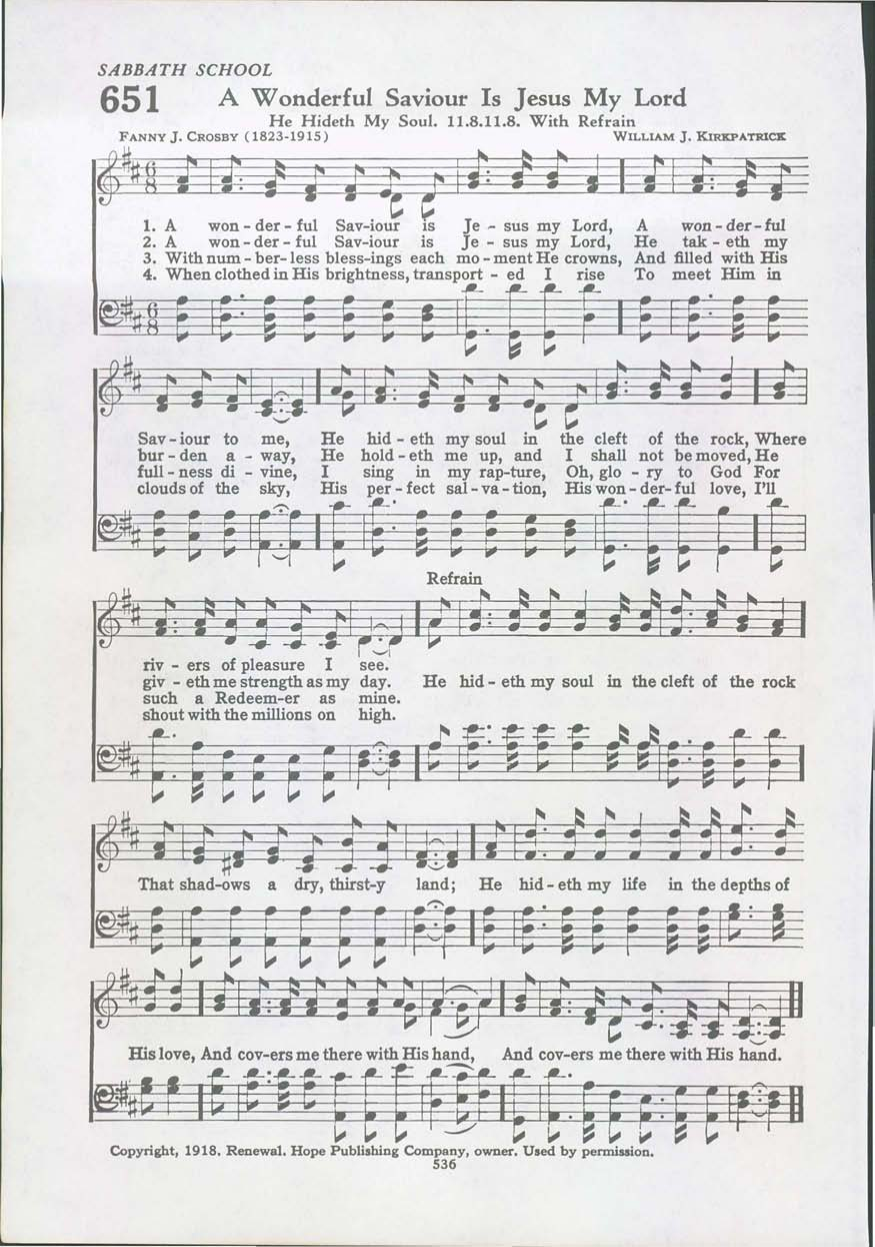 SABBATH SCHOOL
651 A Wonderful Saviour Is Jesus My Lord
He Hideth My Soul. 11.8.11.8. With Refrain
FANNY J. CROSBY (1823-1915) WILLIAM J. KIRKPATRICK
6 8
1. A won - der - ful Sav - iour is Je - sus my Lord, A won - der - ful
2. A won - der - ful Sav - iour is Je - sus my Lord, He tak - eth my
3. With num - ber - less bless - ings each mo - ment He crowns, And filled with His
4. When clothed in His brightness, transport - ed I rise To meet Him in
6 8
Sav - iour to me, He hid - eth my soul in the cleft of the rock, Where
bur - den a - way, He hold - eth me up, and I shall not be moved, He
full - ness di - vine, I sing in my rap - ture, Oh, glo - ry to God For
clouds of the sky, His per - fect sal - va - tion, His won - der - ful love, I'll
Refrain
riv - ers of pleasure I see.
giv - eth me strength as my day. He hid - eth my soul in the cleft of the rock
such a Redeem - er as mine.
shout with the millions on high.
That shad - ows a dry, thirst - y land; He hid - eth my life in the depths of
His love, And cov - ers me there with His hand, And cov - ers me there with His hand.
Copyright, 1918. Renewal. Hope Publishing Company, owner. Used by permission.
536